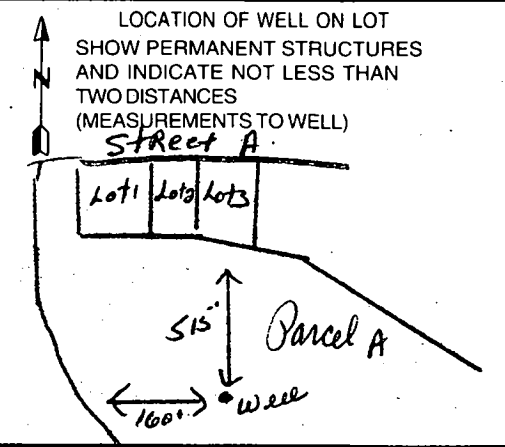 LOCATION OF WELL ON LOT
SHOW PERMANENT STRUCTURES
AND INDICATE NOT LESS THAN
TWO DISTANCES
(MEASUREMENTS TO WELL)
N
Street A.
Lot1 Lot2 Lot3
515'
Parcel A
160'
Well